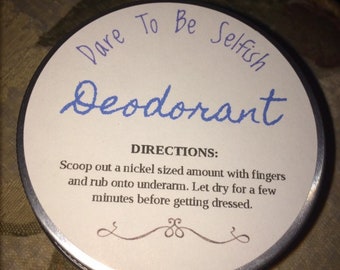 Dare To Be Selfish
Deodorant
DIRECTIONS:
Scoop out a nickel sized amount with fingers
and rub onto underarm. Let dry for a few
minutes before getting dressed.